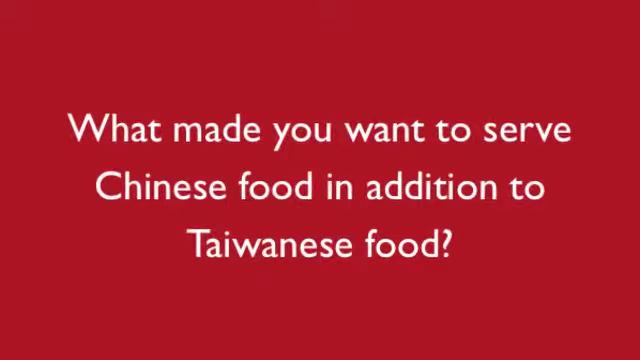 What made you want to serve
Chinese food in addition to
Taiwanese food?